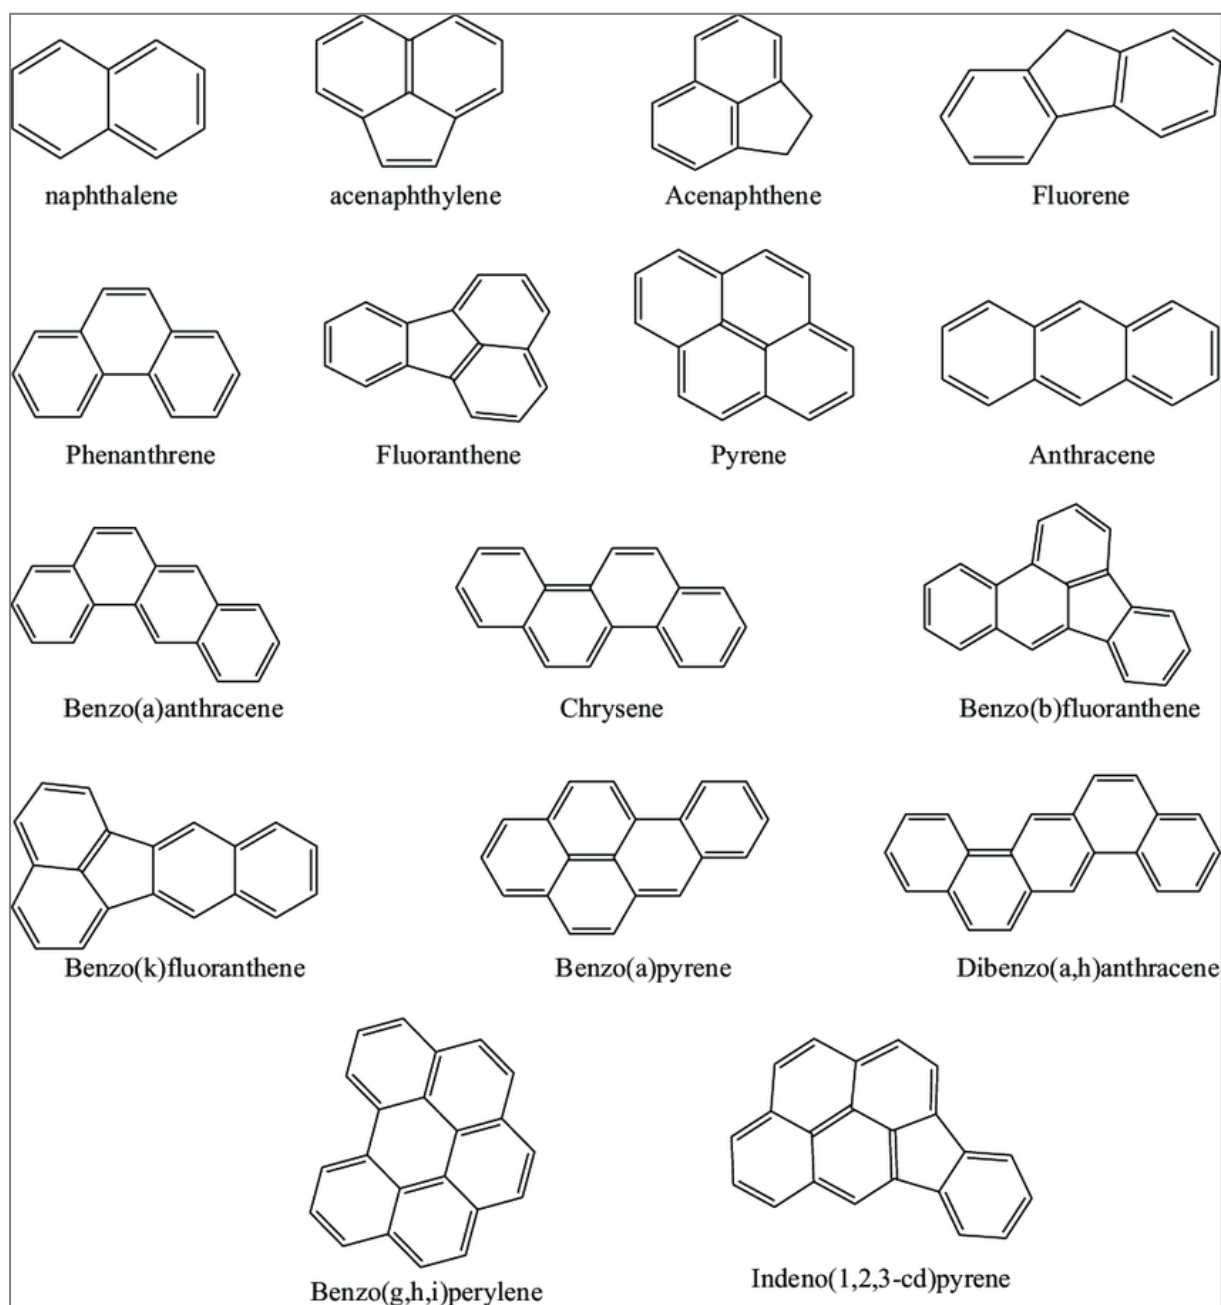 naphthalene
acenaphthylene
Acenaphthene
Fluorene
Phenanthrene
Fluoranthene
Pyrene
Anthracene
Benzo(a)anthracene
Chrysene
Benzo(b)fluoranthene
Benzo(k)fluoranthene
Benzo(a)pyrene
Dibenzo(a,h)anthracene
Benzo(g,h,i)perylene
Indeno(1,2,3-cd)pyrene